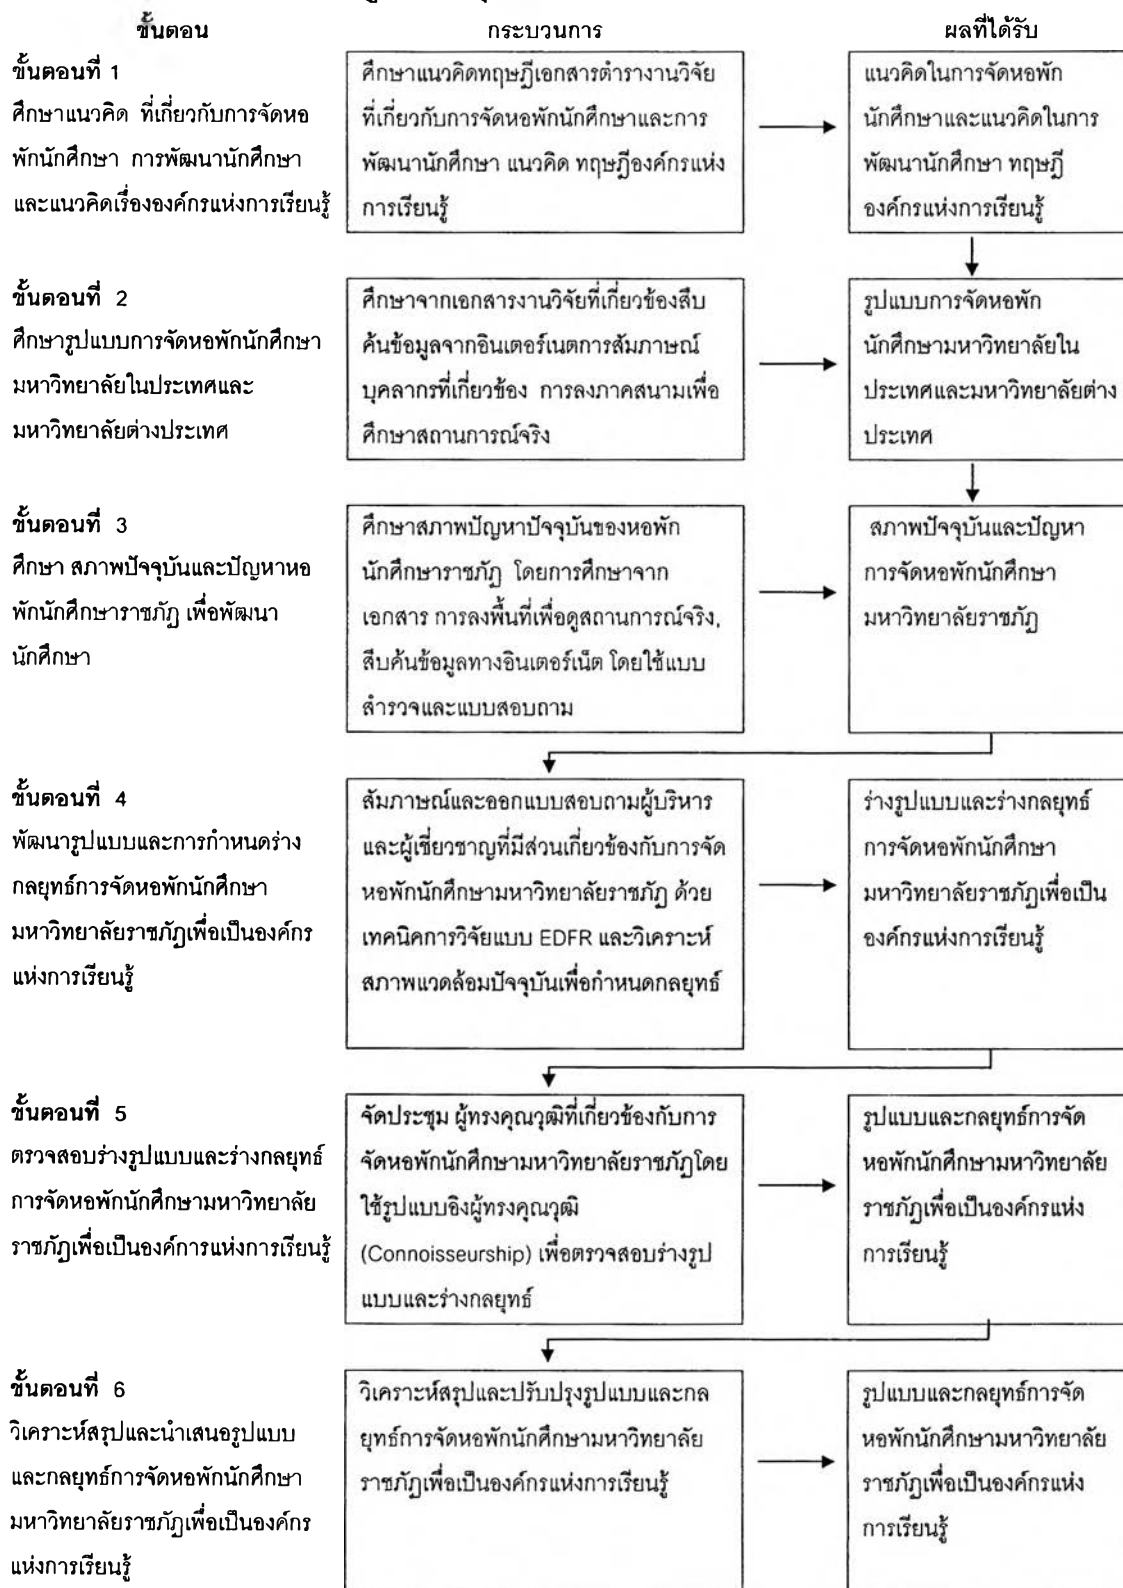 ขั้นตอน
กระบวนการ
ผลที่ได้รับ
ขั้นตอนที่ 1
ศึกษาแนวคิด ที่เกี่ยวกับการจัดหอ
พักนักศึกษา การพัฒนานักศึกษา
และแนวคิดเรื่ององค์กรแห่งการเรียนรู้
ศึกษาแนวคิดทฤษฎีเอกสารตำรางานวิจัย
ที่เกี่ยวกับการจัดหอพักนักศึกษาและการ
พัฒนานักศึกษา แนวคิด ทฤษฎีองค์กรแห่ง
การเรียนรู้
แนวคิดในการจัดหอพัก
นักศึกษาและแนวคิดในการ
พัฒนานักศึกษา ทฤษฎี
องค์กรแห่งการเรียนรู้
ขั้นตอนที่ 2
ศึกษารูปแบบการจัดหอพักนักศึกษา
มหาวิทยาลัยในประเทศและ
มหาวิทยาลัยต่างประเทศ
ศึกษาจากเอกสารงานวิจัยที่เกี่ยวข้องสืบ
ค้นข้อมูลจากอินเตอร์เนตการสัมภาษณ์
บุคลากรที่เกี่ยวข้อง การลงภาคสนามเพื่อ
ศึกษาสถานการณ์จริง
รูปแบบการจัดหอพัก
นักศึกษามหาวิทยาลัยใน
ประเทศและมหาวิทยาลัยต่าง
ประเทศ
ขั้นตอนที่ 3
ศึกษา สภาพปัจจุบันและปัญหาหอ
พักนักศึกษาราชภัฏ เพื่อพัฒนา
นักศึกษา
ศึกษาสภาพปัญหาปัจจุบันของหอพัก
นักศึกษาราชภัฏ โดยการศึกษาจาก
เอกสาร การลงพื้นที่เพื่อดูสถานการณ์จริง,
สืบค้นข้อมูลทางอินเตอร์เน็ต โดยใช้แบบ
สำรวจและแบบสอบถาม
สภาพปัจจุบันและปัญหา
การจัดหอพักนักศึกษา
มหาวิทยาลัยราชภัฏ
ขั้นตอนที่ 4
พัฒนารูปแบบและการกำหนดร่าง
กลยุทธ์การจัดหอพักนักศึกษา
มหาวิทยาลัยราชภัฏเพื่อเป็นองค์กร
แห่งการเรียนรู้
สัมภาษณ์และออกแบบสอบถามผู้บริหาร
และผู้เชี่ยวชาญที่มีส่วนเกี่ยวข้องกับการจัด
หอพักนักศึกษามหาวิทยาลัยราชภัฏ ด้วย
เทคนิคการวิจัยแบบ EDFR และวิเคราะห์
สภาพแวดล้อมปัจจุบันเพื่อกำหนดกลยุทธ์
ร่างรูปแบบและร่างกลยุทธ์
การจัดหอพักนักศึกษา
มหาวิทยาลัยราชภัฏเพื่อเป็น
องค์กรแห่งการเรียนรู้
ขั้นตอนที่ 5
ตรวจสอบร่างรูปแบบและร่างกลยุทธ์
การจัดหอพักนักศึกษามหาวิทยาลัย
ราชภัฏเพื่อเป็นองค์การแห่งการเรียนรู้
จัดประชุม ผู้ทรงคุณวุฒิที่เกี่ยวข้องกับการ
จัดหอพักนักศึกษามหาวิทยาลัยราชภัฏโดย
ใช้รูปแบบอิงผู้ทรงคุณวุฒิ
(Connoisseurship) เพื่อตรวจสอบร่างรูป
แบบและร่างกลยุทธ์
รูปแบบและกลยุทธ์การจัด
หอพักนักศึกษามหาวิทยาลัย
ราชภัฏเพื่อเป็นองค์กรแห่ง
การเรียนรู้
ขั้นตอนที่ 6
วิเคราะห์สรุปและนำเสนอรูปแบบ
และกลยุทธ์การจัดหอพักนักศึกษา
มหาวิทยาลัยราชภัฏเพื่อเป็นองค์กร
แห่งการเรียนรู้
วิเคราะห์สรุปและปรับปรุงรูปแบบและกล
ยุทธ์การจัดหอพักนักศึกษามหาวิทยาลัย
ราชภัฏเพื่อเป็นองค์กรแห่งการเรียนรู้
รูปแบบและกลยุทธ์การจัด
หอพักนักศึกษามหาวิทยาลัย
ราชภัฏเพื่อเป็นองค์กรแห่ง
การเรียนรู้